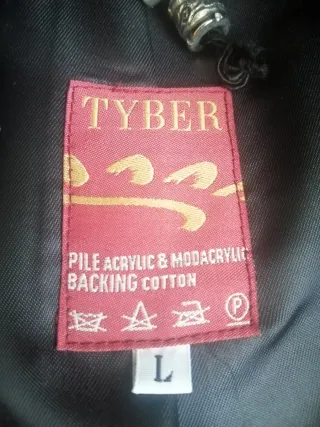 TYBER
PILE ACRYLIC & MODACRYLIC
BACKING COTTON
P
L